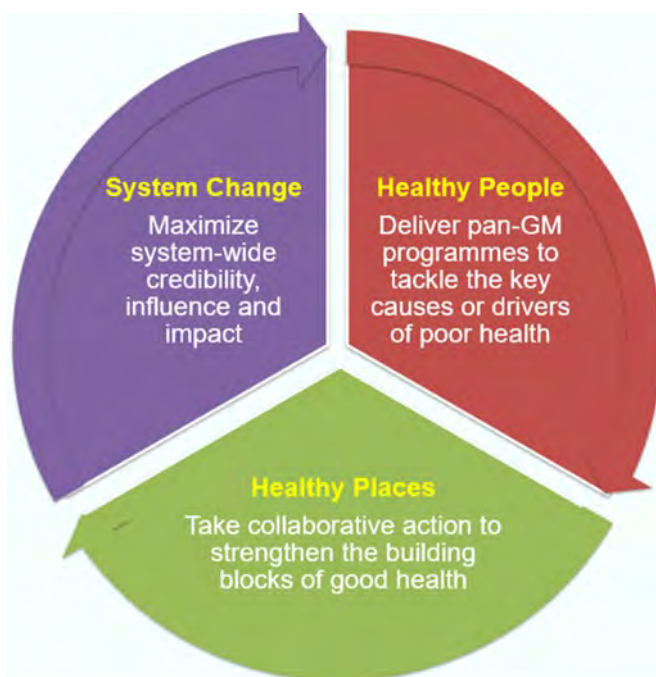 System Change
Maximize
system-wide
credibility,
influence and
impact
Healthy People
Deliver pan-GM
programmes to
tackle the key
causes or drivers
of poor health
Healthy Places
Take collaborative action to
strengthen the building
blocks of good health